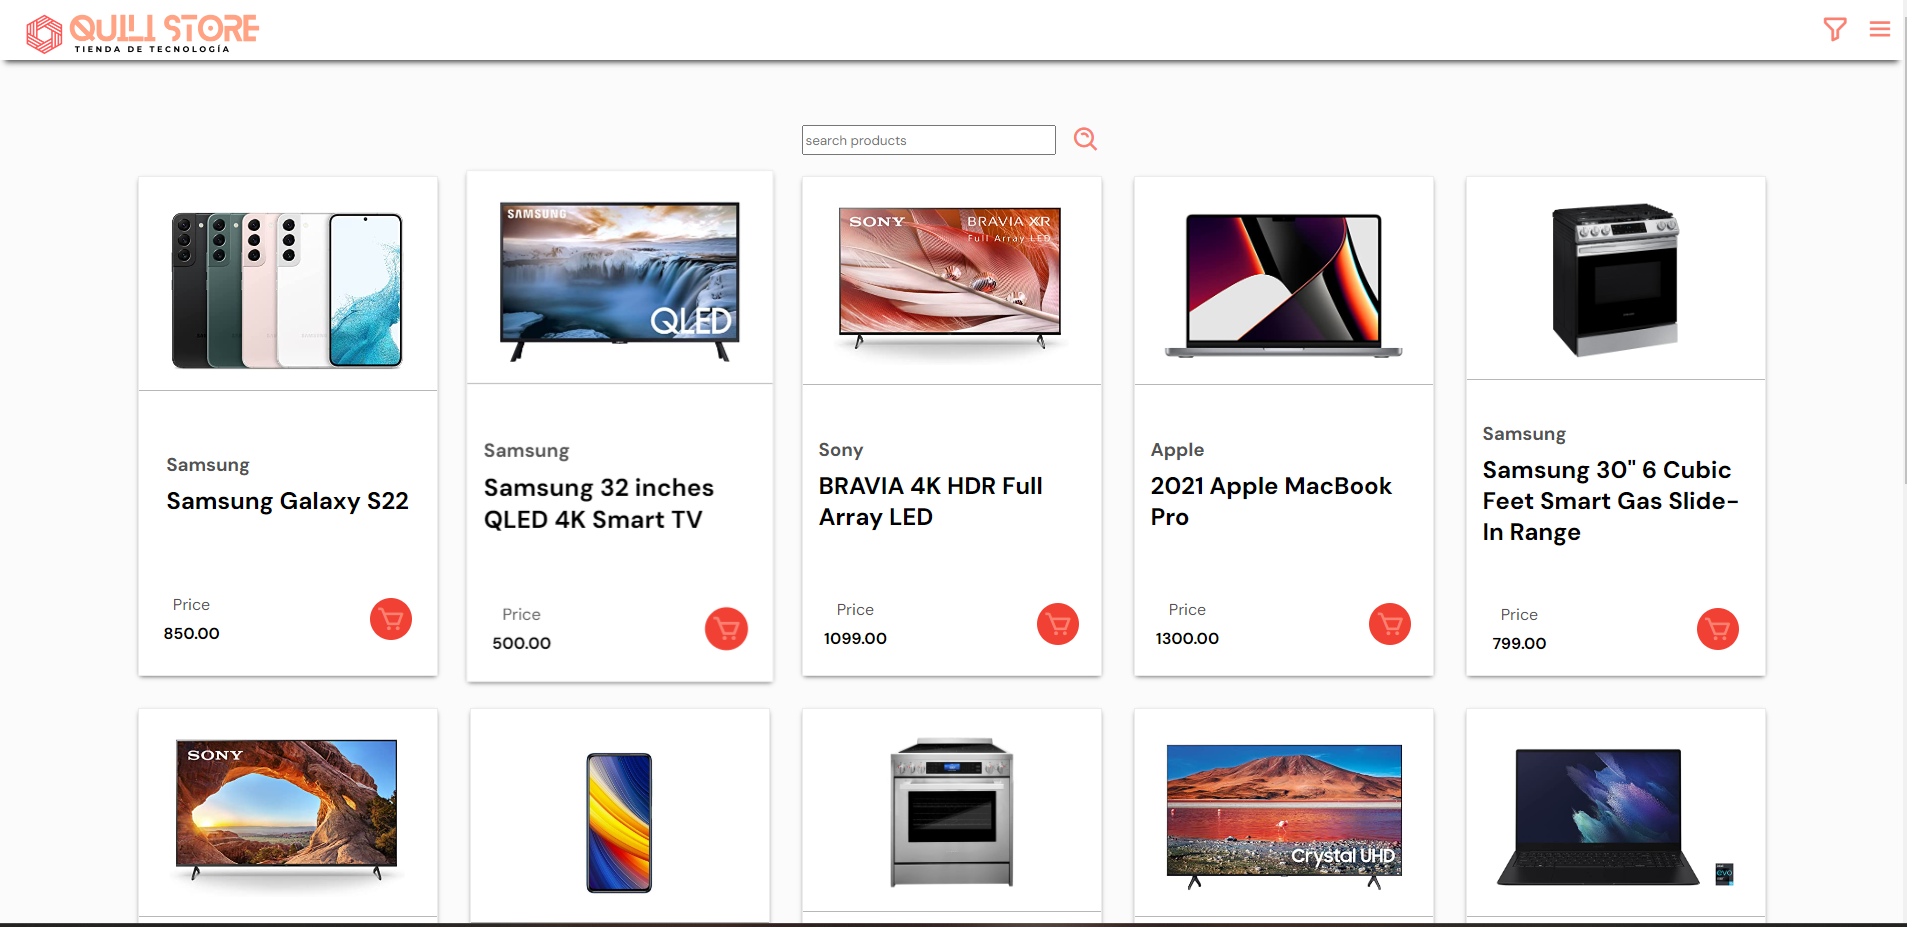 QUILI STORE
TIENDA DE TECNOLOGÍA
search products
SAMSUNG
QLED
SONY
BRAVIA XR
Full Array LED
Samsung
Samsung Galaxy S22
Price
850.00
Samsung
Samsung 32 inches
QLED 4K Smart TV
Price
500.00
Sony
BRAVIA 4K HDR Full
Array LED
Price
1099.00
Apple
2021 Apple MacBook
Pro
Price
1300.00
Samsung
Samsung 30" 6 Cubic
Feet Smart Gas Slide-
In Range
Price
799.00
SONY
Crystal UHD
evo